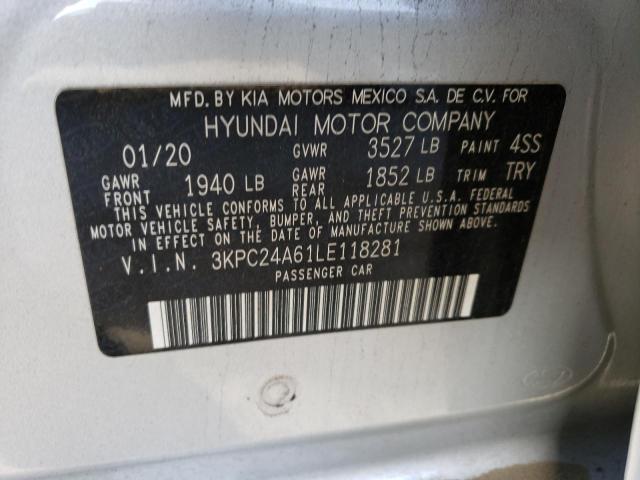 MFD. BY KIA MOTORS MEXICO S.A. DE C.V. FOR
HYUNDAI MOTOR COMPANY
01/20 GVWR 3527 LB PAINT 4SS
GAWR FRONT 1940 LB GAWR REAR 1852 LB TRIM TRY
THIS VEHICLE CONFORMS TO ALL APPLICABLE U.S.A. FEDERAL
MOTOR VEHICLE SAFETY, BUMPER, AND THEFT PREVENTION STANDARDS
IN EFFECT ON THE DATE OF MANUFACTURE SHOWN ABOVE.
V.I.N. 3KPC24A61LE118281
PASSENGER CAR